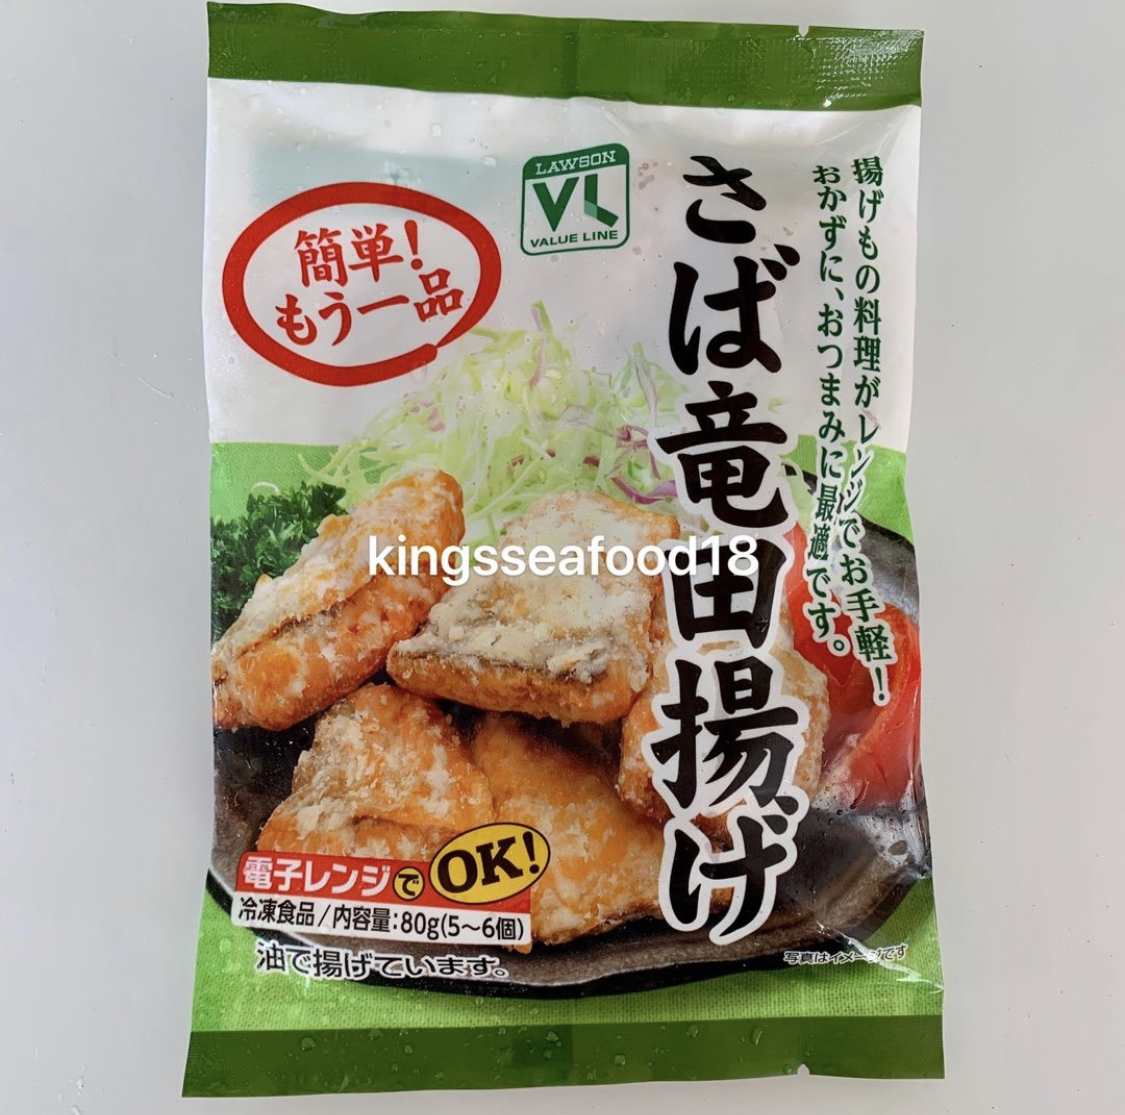 LAWSON
VL
VALUE LINE
簡単!
もう一品
揚げもの料理がレンジでお手軽!
おかずに、おつまみに最適です。
さば竜田揚げ
kingsseafood18
電子レンジでOK!
冷凍食品/内容量:80g(5〜6個)
油で揚げています。
写真はイメージです